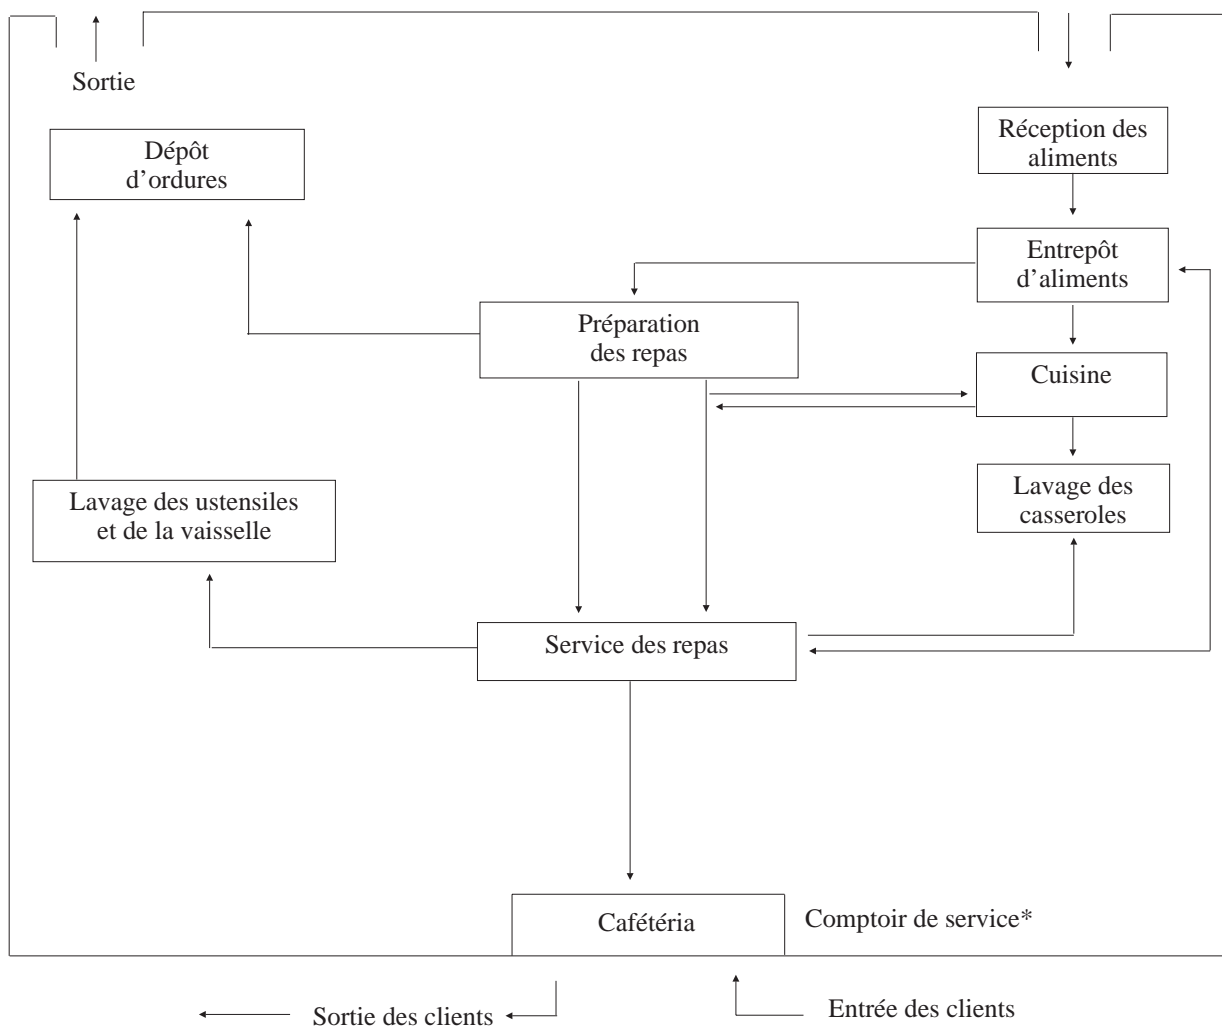 Sortie
Réception des
aliments
Dépôt
d’ordures
Entrepôt
d’aliments
Préparation
des repas
Cuisine
Lavage des
casseroles
Lavage des ustensiles
et de la vaisselle
Service des repas
Cafétéria
Comptoir de service*
Sortie des clients
Entrée des clients